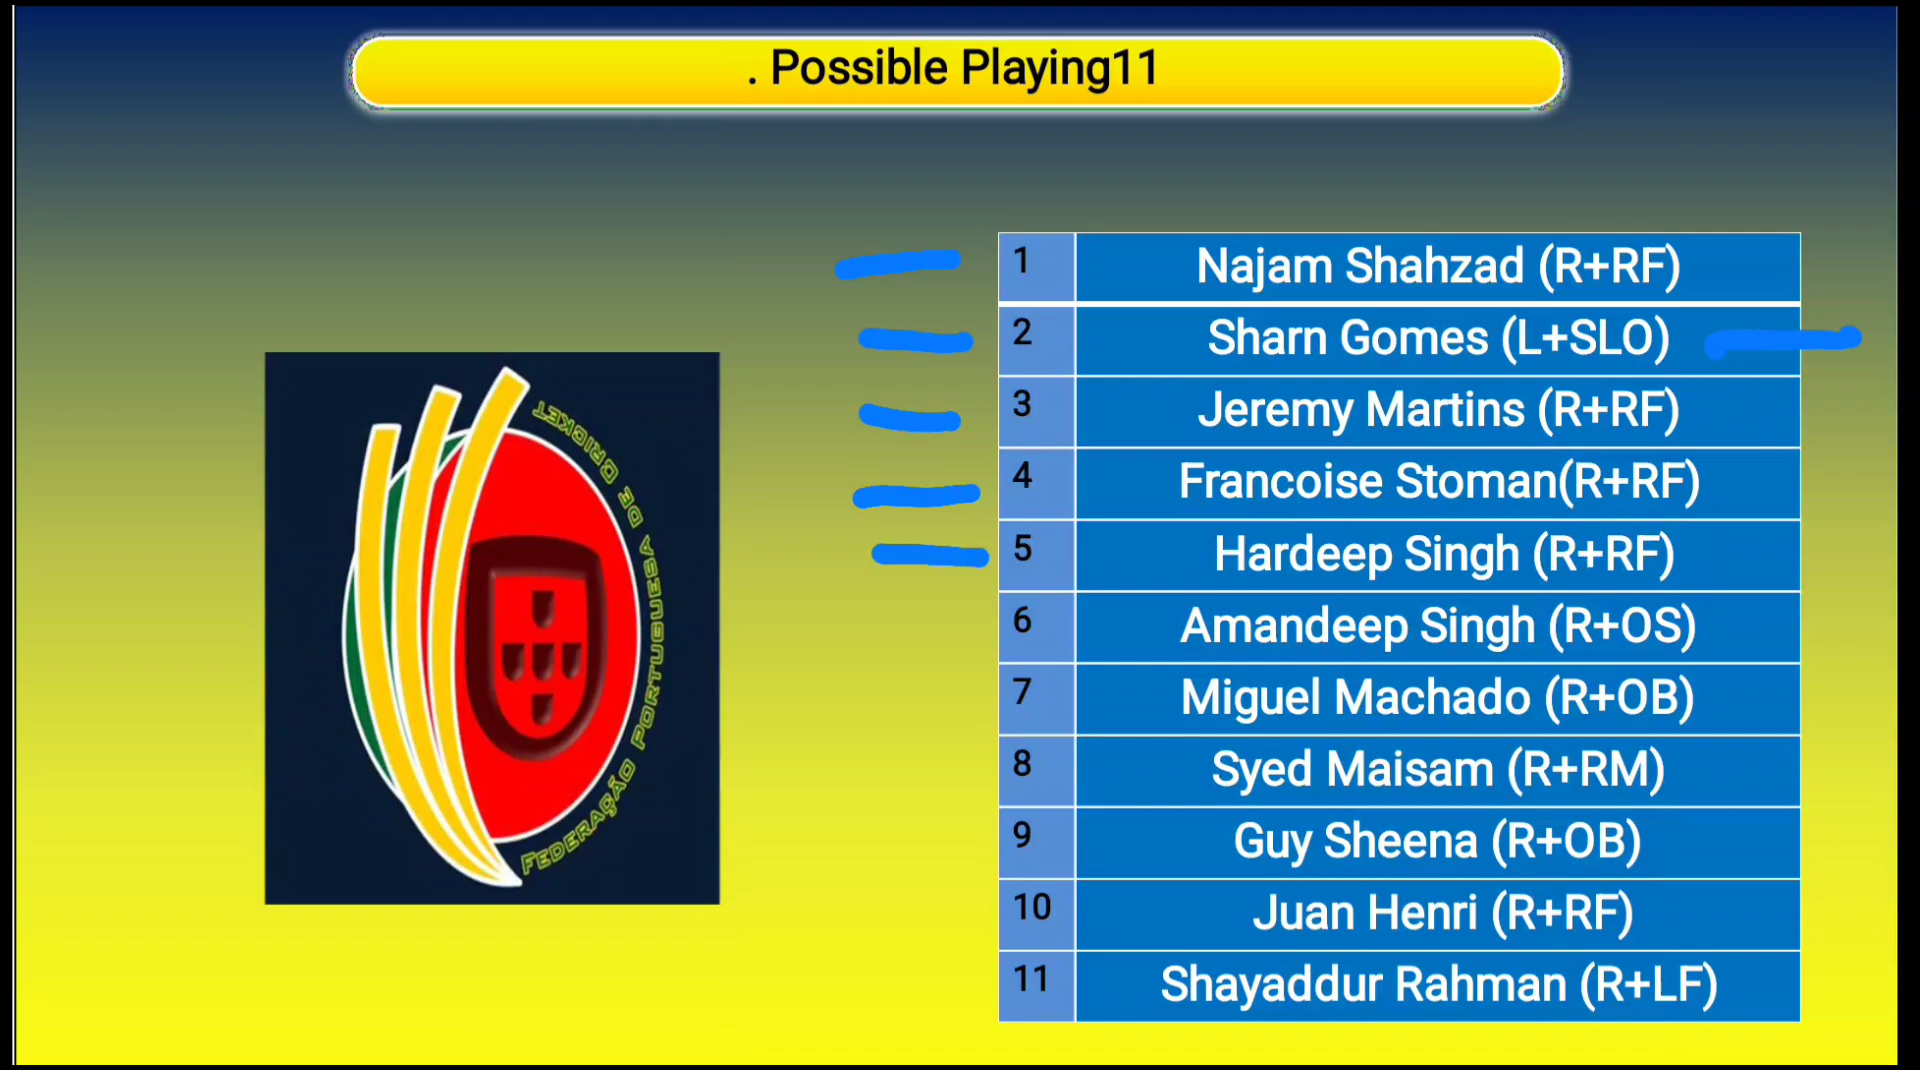 . Possible Playing11
FEDERAÇÃO PORTUGUESA DE CRICKET
1 Najam Shahzad (R+RF)
2 Sharn Gomes (L+SLO)
3 Jeremy Martins (R+RF)
4 Francoise Stoman(R+RF)
5 Hardeep Singh (R+RF)
6 Amandeep Singh (R+OS)
7 Miguel Machado (R+OB)
8 Syed Maisam (R+RM)
9 Guy Sheena (R+OB)
10 Juan Henri (R+RF)
11 Shayaddur Rahman (R+LF)